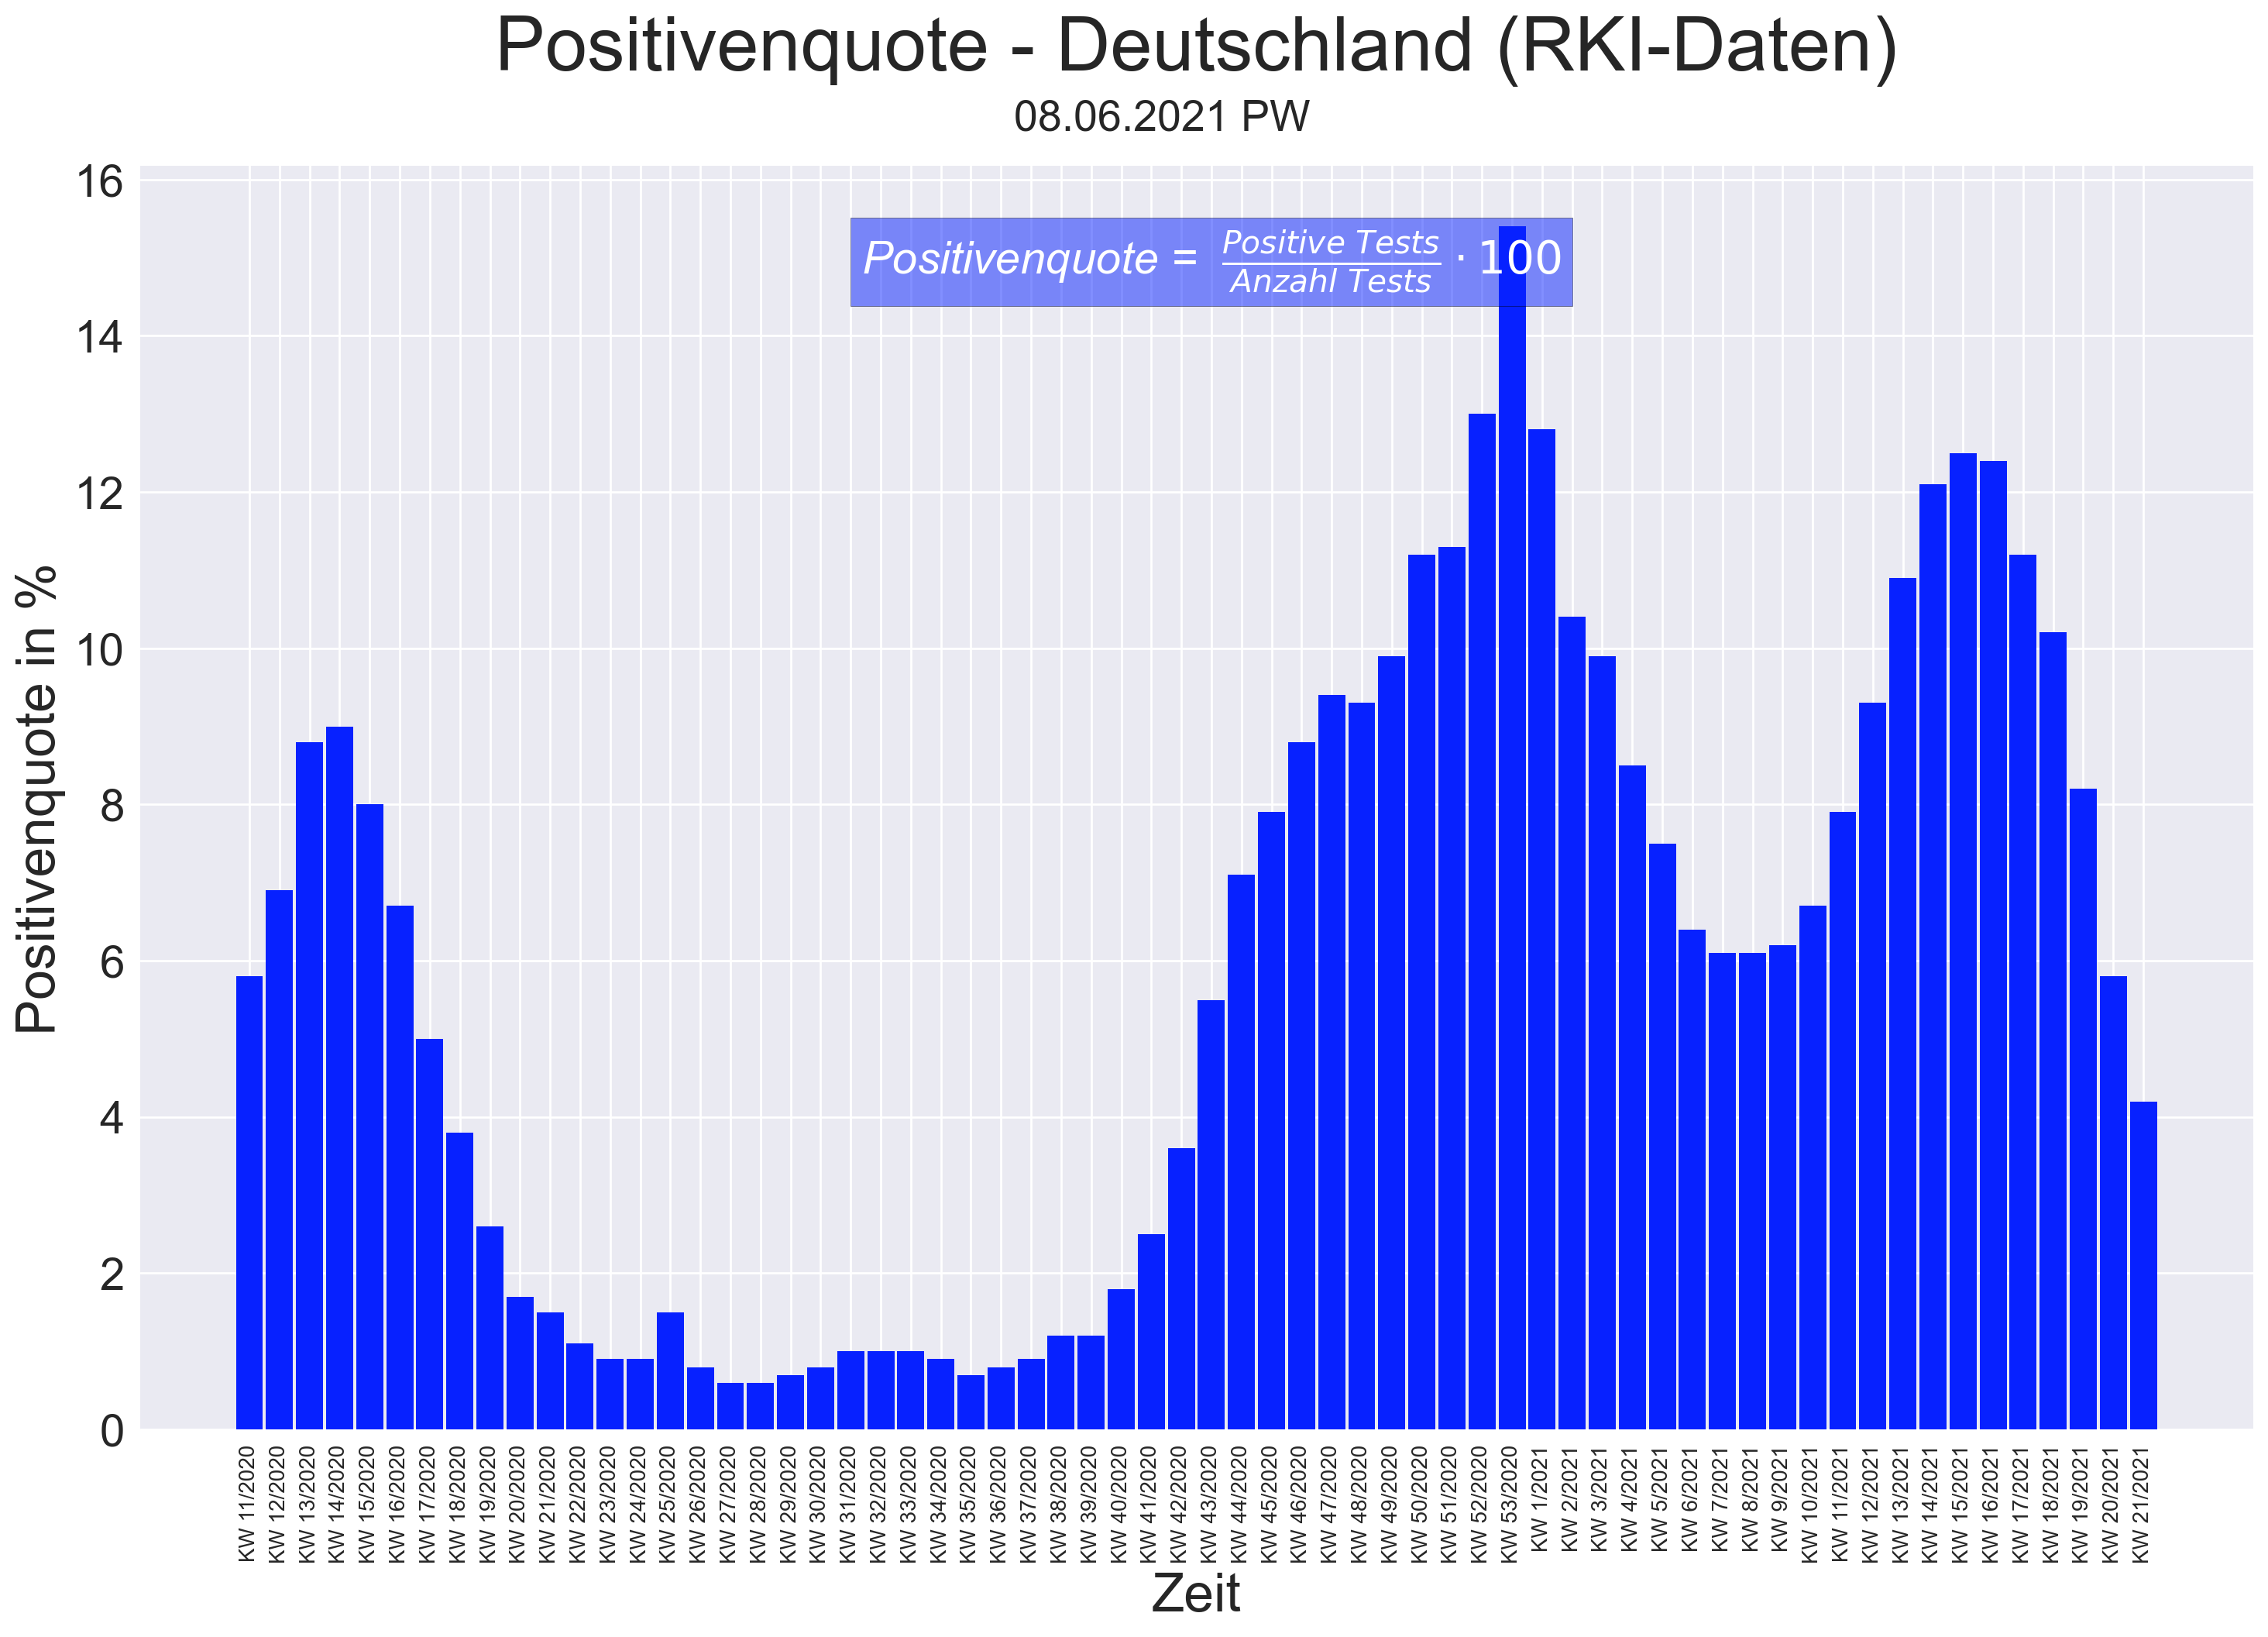 Positivenquote - Deutschland (RKI-Daten)
08.06.2021 PW
16
14
12
10
8
6
4
2
0
Positivenquote in %
Positivenquote = Positive Tests / Anzahl Tests · 100
KW 11/2020
KW 12/2020
KW 13/2020
KW 14/2020
KW 15/2020
KW 16/2020
KW 17/2020
KW 18/2020
KW 19/2020
KW 20/2020
KW 21/2020
KW 22/2020
KW 23/2020
KW 24/2020
KW 25/2020
KW 26/2020
KW 27/2020
KW 28/2020
KW 29/2020
KW 30/2020
KW 31/2020
KW 32/2020
KW 33/2020
KW 34/2020
KW 35/2020
KW 36/2020
KW 37/2020
KW 38/2020
KW 39/2020
KW 40/2020
KW 41/2020
KW 42/2020
KW 43/2020
KW 44/2020
KW 45/2020
KW 46/2020
KW 47/2020
KW 48/2020
KW 49/2020
KW 50/2020
KW 51/2020
KW 52/2020
KW 53/2020
KW 1/2021
KW 2/2021
KW 3/2021
KW 4/2021
KW 5/2021
KW 6/2021
KW 7/2021
KW 8/2021
KW 9/2021
KW 10/2021
KW 11/2021
KW 12/2021
KW 13/2021
KW 14/2021
KW 15/2021
KW 16/2021
KW 17/2021
KW 18/2021
KW 19/2021
KW 20/2021
KW 21/2021
Zeit